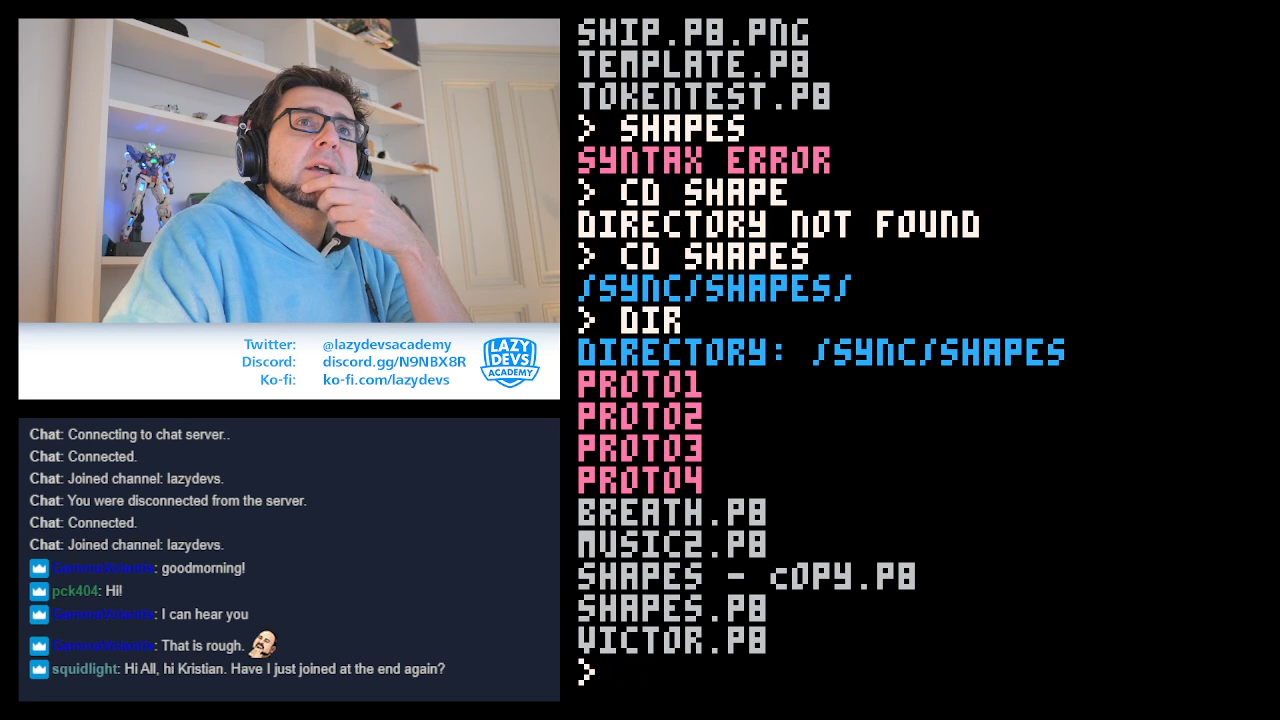 SHIP.P8.PNG
TEMPLATE.P8
TOKENTEST.P8
> SHAPES
SYNTAX ERROR
> CD SHAPE
DIRECTORY NOT FOUND
> CD SHAPES
/SYNC/SHAPES/
> DIR
DIRECTORY: /SYNC/SHAPES
PROTO1
PROTO2
PROTO3
PROTO4
BREATH.P8
MUSIC2.P8
SHAPES - cOPY.P8
SHAPES.P8
VICTOR.P8
>
Twitter: @lazydevsacademy
Discord: discord.gg/N9NBX8R
Ko-fi: ko-fi.com/lazydevs
LAZY
DEVS
ACADEMY
Chat: Connecting to chat server..
Chat: Connected.
Chat: Joined channel: lazydevs.
Chat: You were disconnected from the server.
Chat: Connected.
Chat: Joined channel: lazydevs.
: goodmorning!
pck404: Hi!
: I can hear you
: That is rough.
squidlight: Hi All, hi Kristian. Have I just joined at the end again?